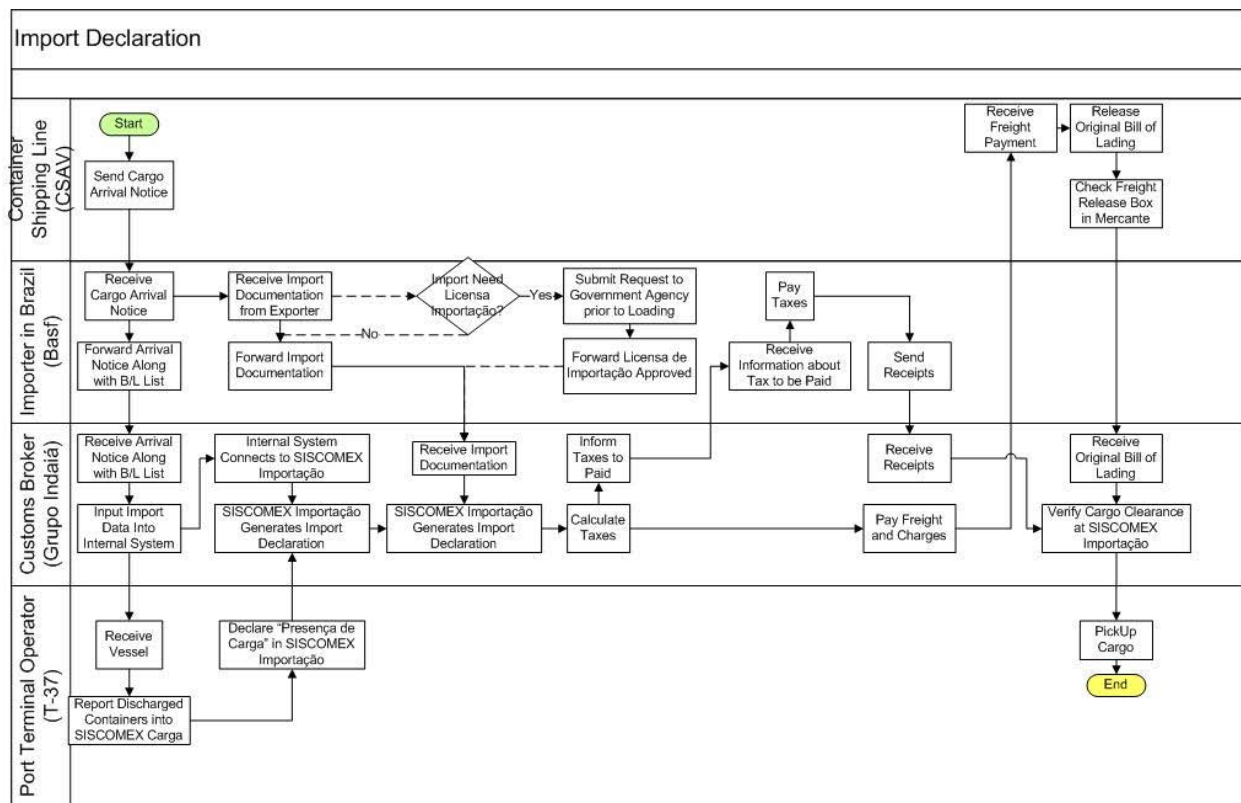 Import Declaration
Container
Shipping Line
(CSAV)
Start
Send Cargo
Arrival Notice
Receive
Freight
Payment
Release
Original Bill of
Lading
Check Freight
Release Box
in Mercante
Importer in Brazil
(Basf)
Receive
Cargo Arrival
Notice
Receive Import
Documentation
from Exporter
Import Need
Licensa
Importação?
Yes
No
Submit Request to
Government Agency
prior to Loading
Pay
Taxes
Forward Arrival
Notice Along
with B/L List
Forward Import
Documentation
Forward Licensa de
Importação Approved
Receive
Information about
Tax to be Paid
Send
Receipts
Customs Broker
(Grupo Indaiá)
Receive Arrival
Notice Along
with B/L List
Internal System
Connects to SISCOMEX
Importação
Receive Import
Documentation
Inform
Taxes to
Paid
Receive
Receipts
Receive
Original Bill of
Lading
Input Import
Data Into
Internal System
SISCOMEX Importação
Generates Import
Declaration
SISCOMEX Importação
Generates Import
Declaration
Calculate
Taxes
Pay Freight
and Charges
Verify Cargo Clearance
at SISCOMEX
Importação
Port Terminal Operator
(T-37)
Receive
Vessel
Declare “Presença de
Carga” in SISCOMEX
Importação
PickUp
Cargo
End
Report Discharged
Containers into
SISCOMEX Carga